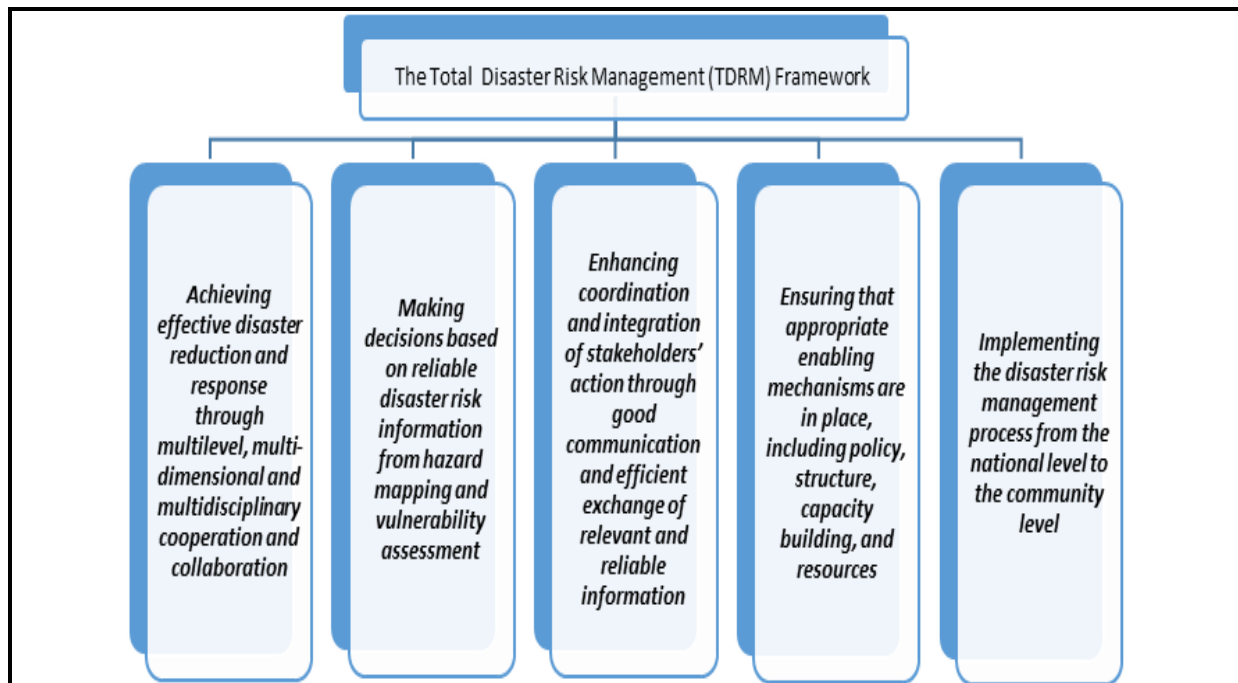 The Total Disaster Risk Management (TDRM) Framework
Achieving
effective disaster
reduction and
response
through
multilevel, multi-
dimensional and
multidisciplinary
cooperation and
collaboration
Making
decisions based
on reliable
disaster risk
information
from hazard
mapping and
vulnerability
assessment
Enhancing
coordination
and integration
of stakeholders’
action through
good
communication
and efficient
exchange of
relevant and
reliable
information
Ensuring that
appropriate
enabling
mechanisms are
in place,
including policy,
structure,
capacity
building, and
resources
Implementing
the disaster risk
management
process from the
national level to
the community
level